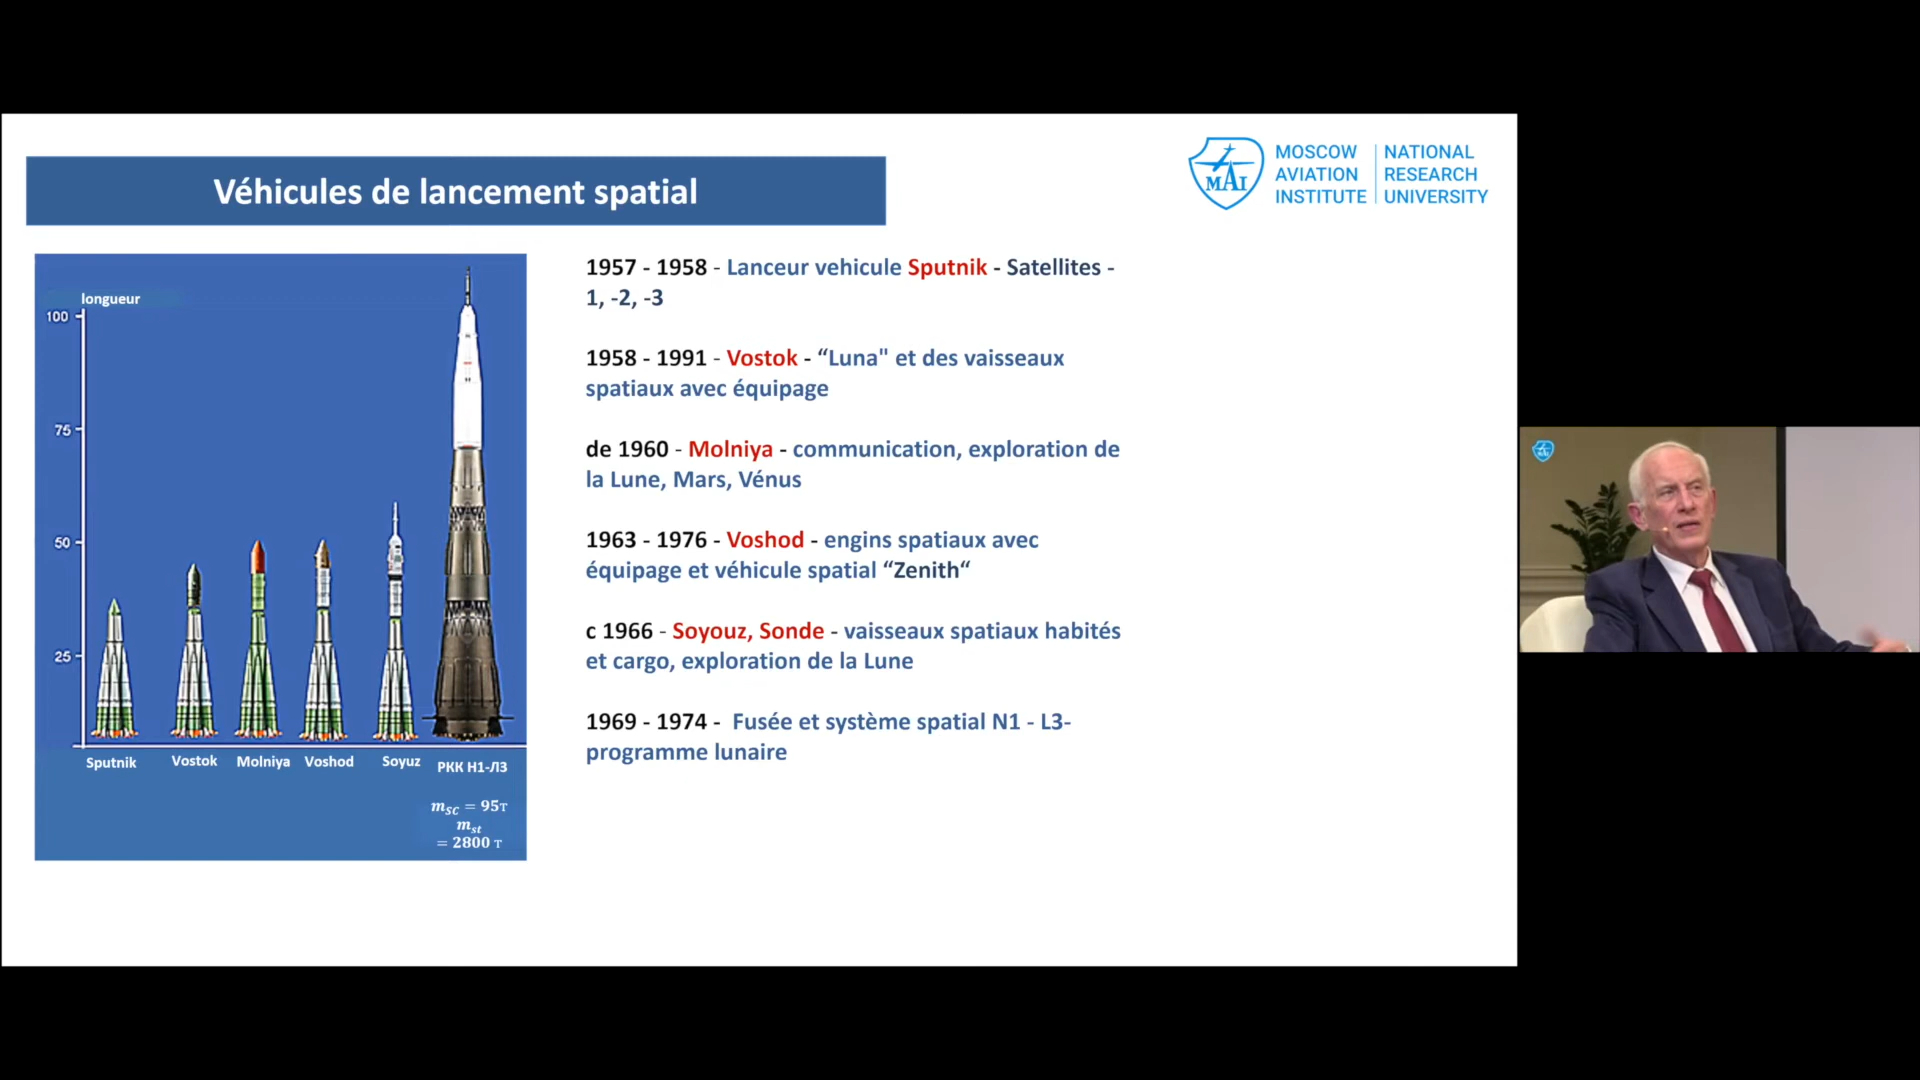 Véhicules de lancement spatial
MAI
MOSCOW
AVIATION
INSTITUTE
NATIONAL
RESEARCH
UNIVERSITY
longueur
100
75
50
25
Sputnik
Vostok
Molniya
Voshod
Soyuz
РКК Н1-Л3
m_SC = 95т
m_st
= 2800 т
1957 - 1958 - Lanceur vehicule Sputnik - Satellites -
1, -2, -3
1958 - 1991 - Vostok - “Luna" et des vaisseaux
spatiaux avec équipage
de 1960 - Molniya - communication, exploration de
la Lune, Mars, Vénus
1963 - 1976 - Voshod - engins spatiaux avec
équipage et véhicule spatial “Zenith“
c 1966 - Soyouz, Sonde - vaisseaux spatiaux habités
et cargo, exploration de la Lune
1969 - 1974 - Fusée et système spatial N1 - L3-
programme lunaire